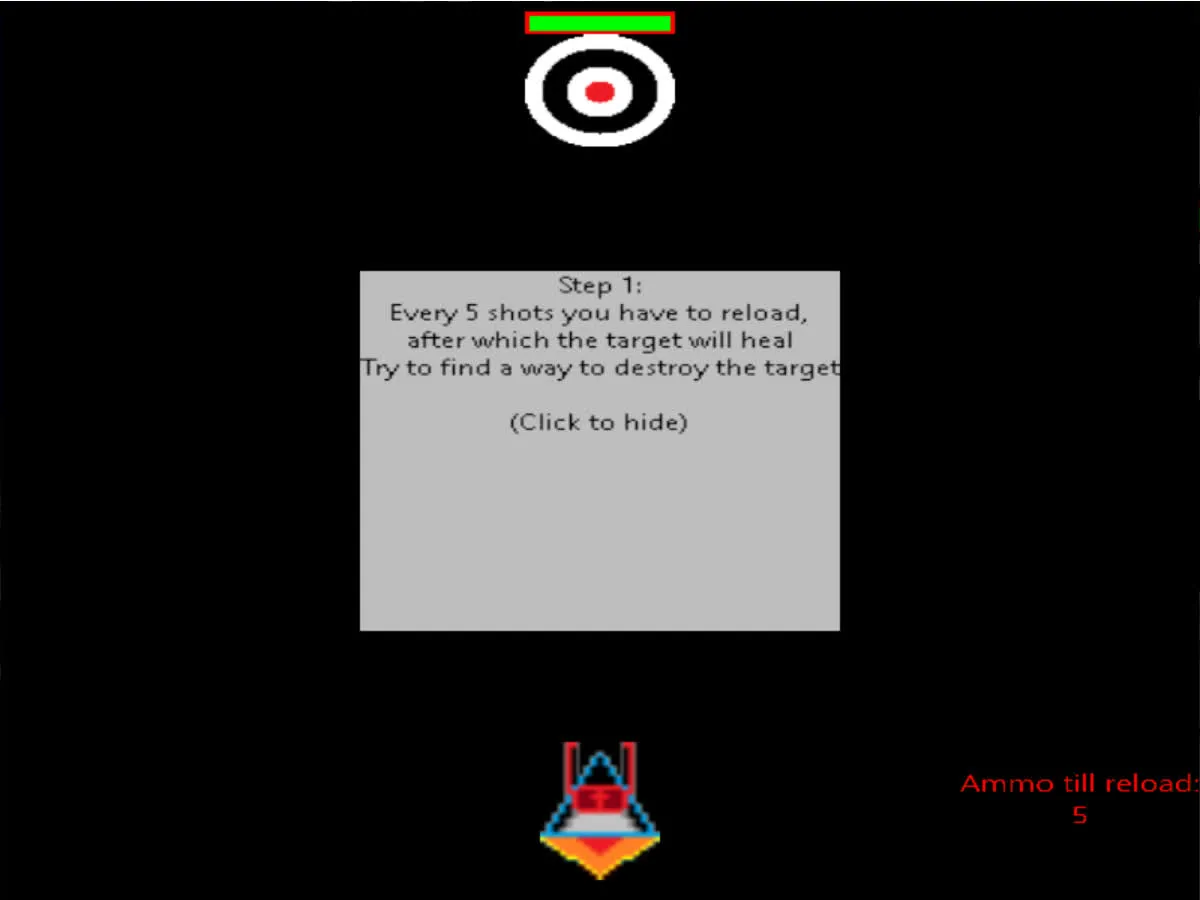 Step 1:
Every 5 shots you have to reload,
after which the target will heal
Try to find a way to destroy the target
(Click to hide)
Ammo till reload:
5